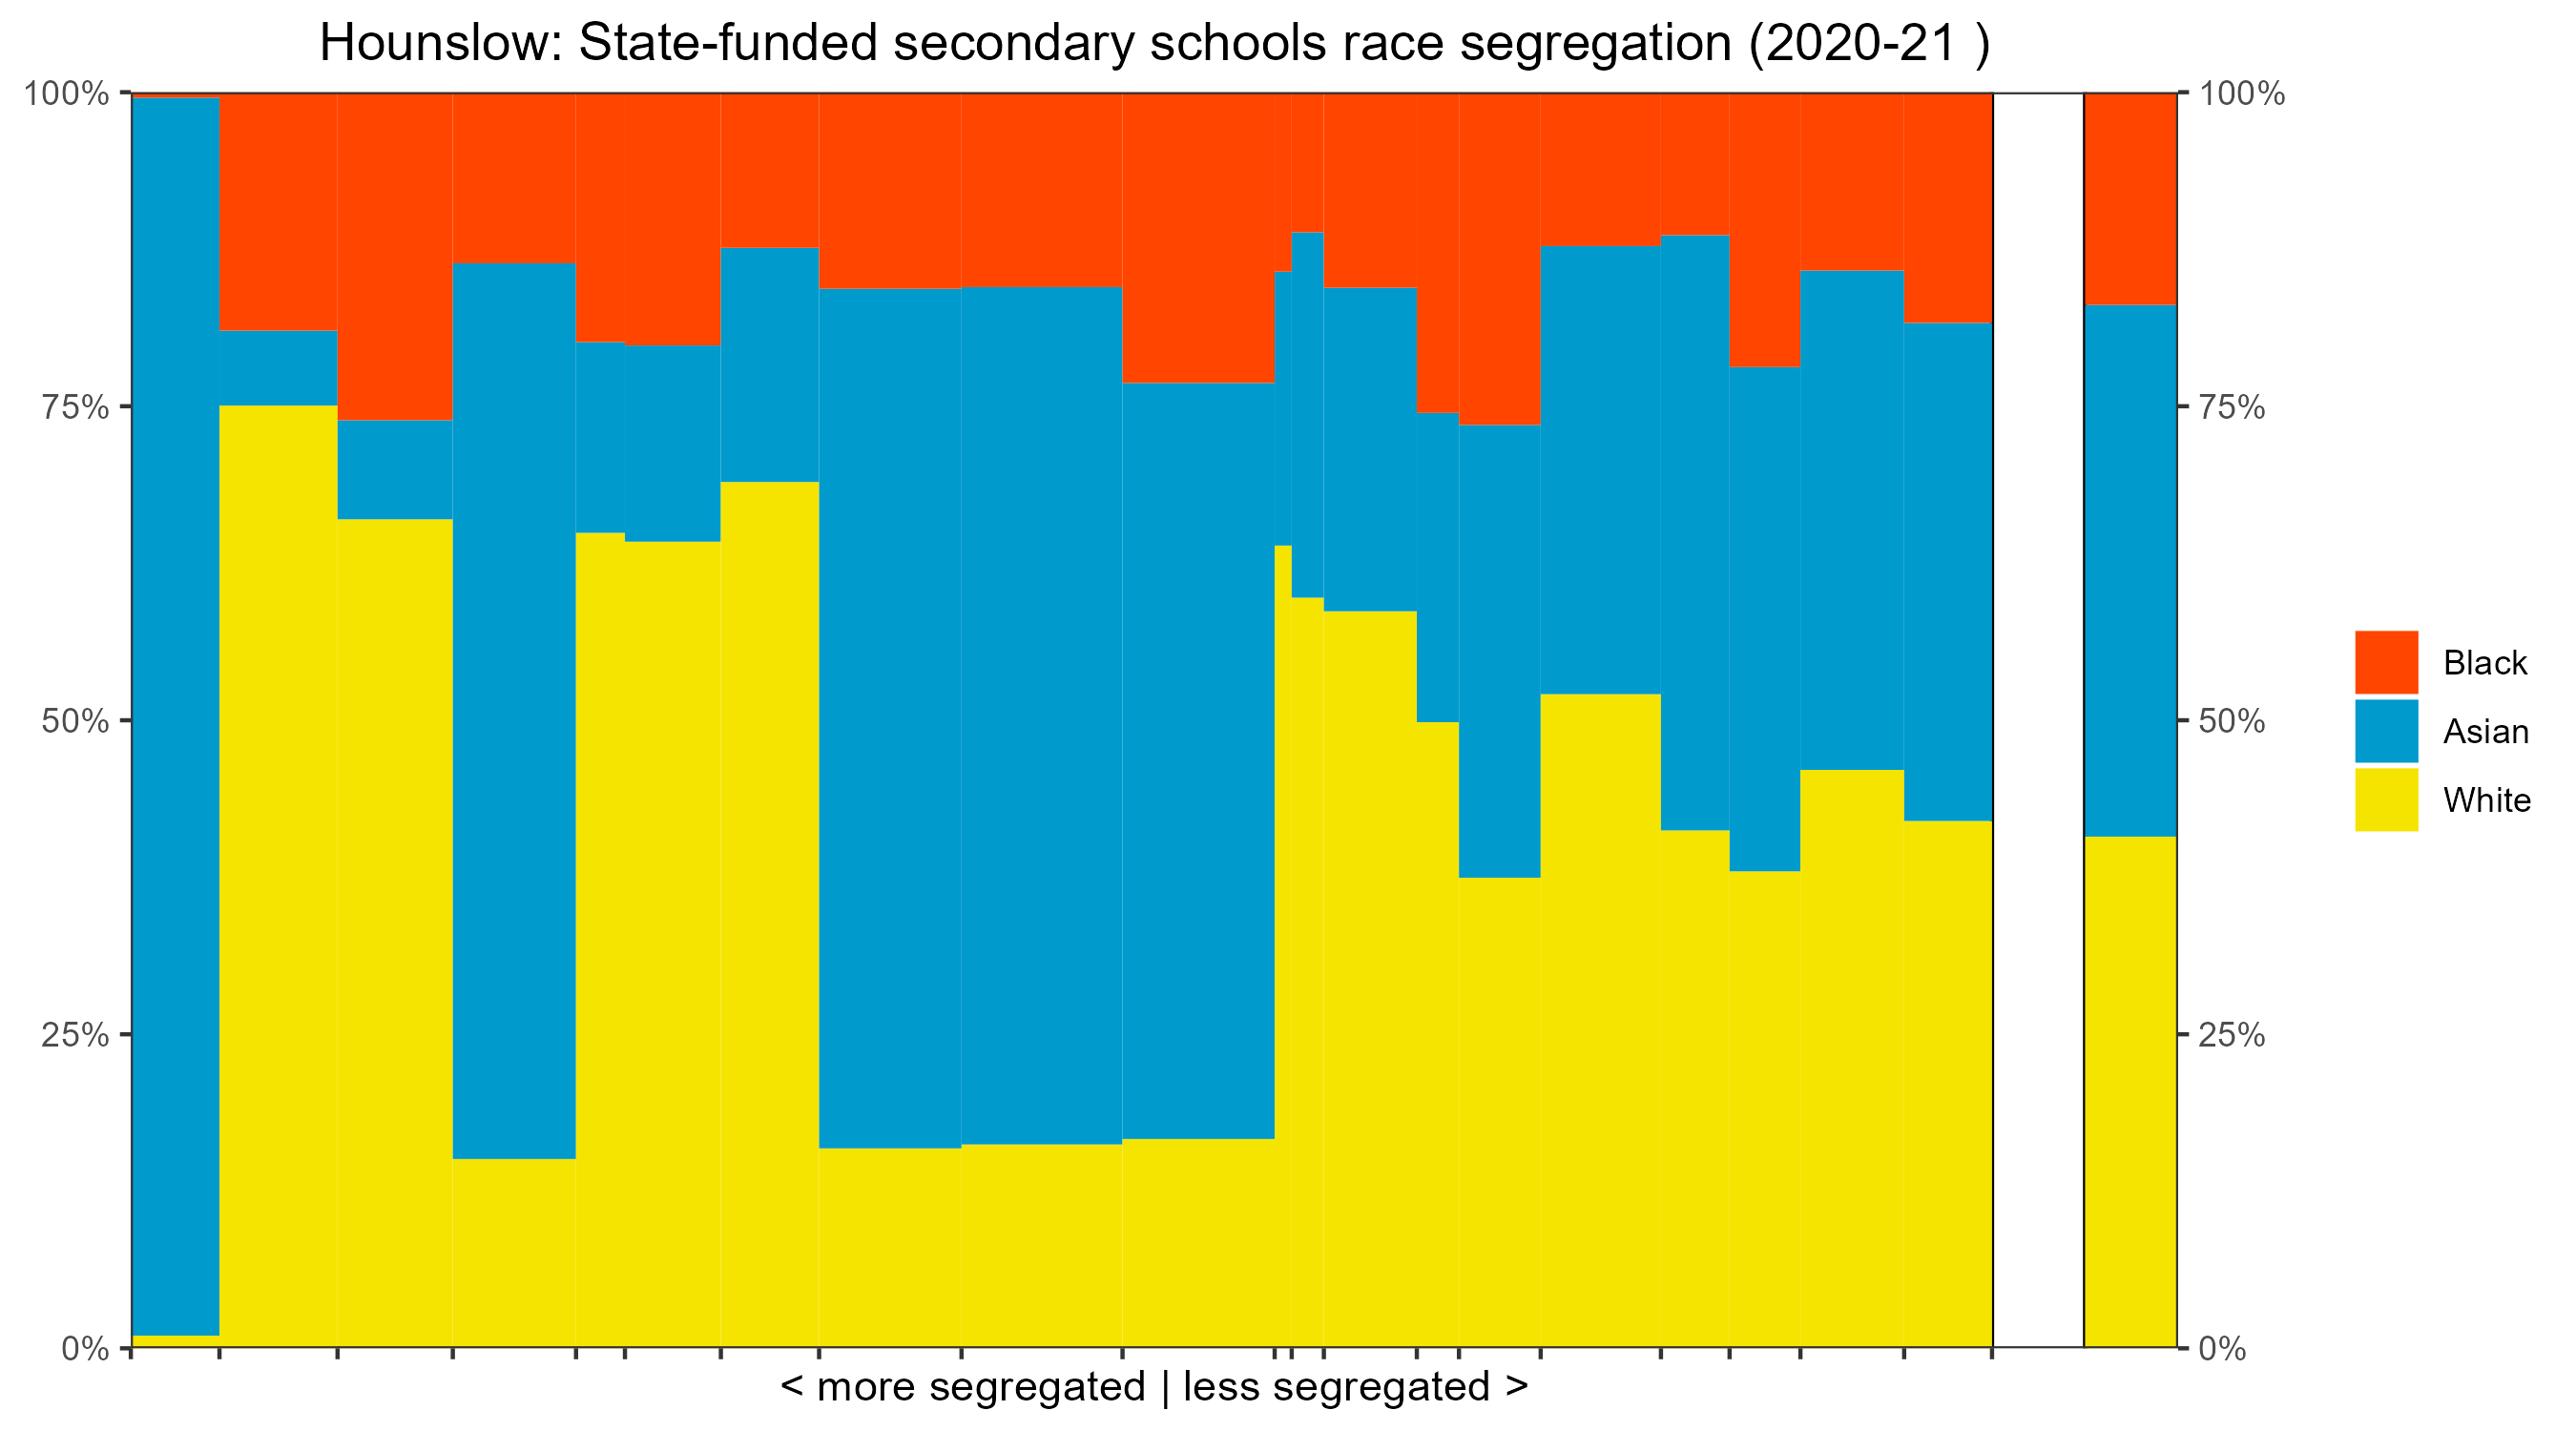 Hounslow: State-funded secondary schools race segregation (2020-21 )
100%
75%
50%
25%
0%
100%
75%
50%
25%
0%
Black
Asian
White
< more segregated | less segregated >